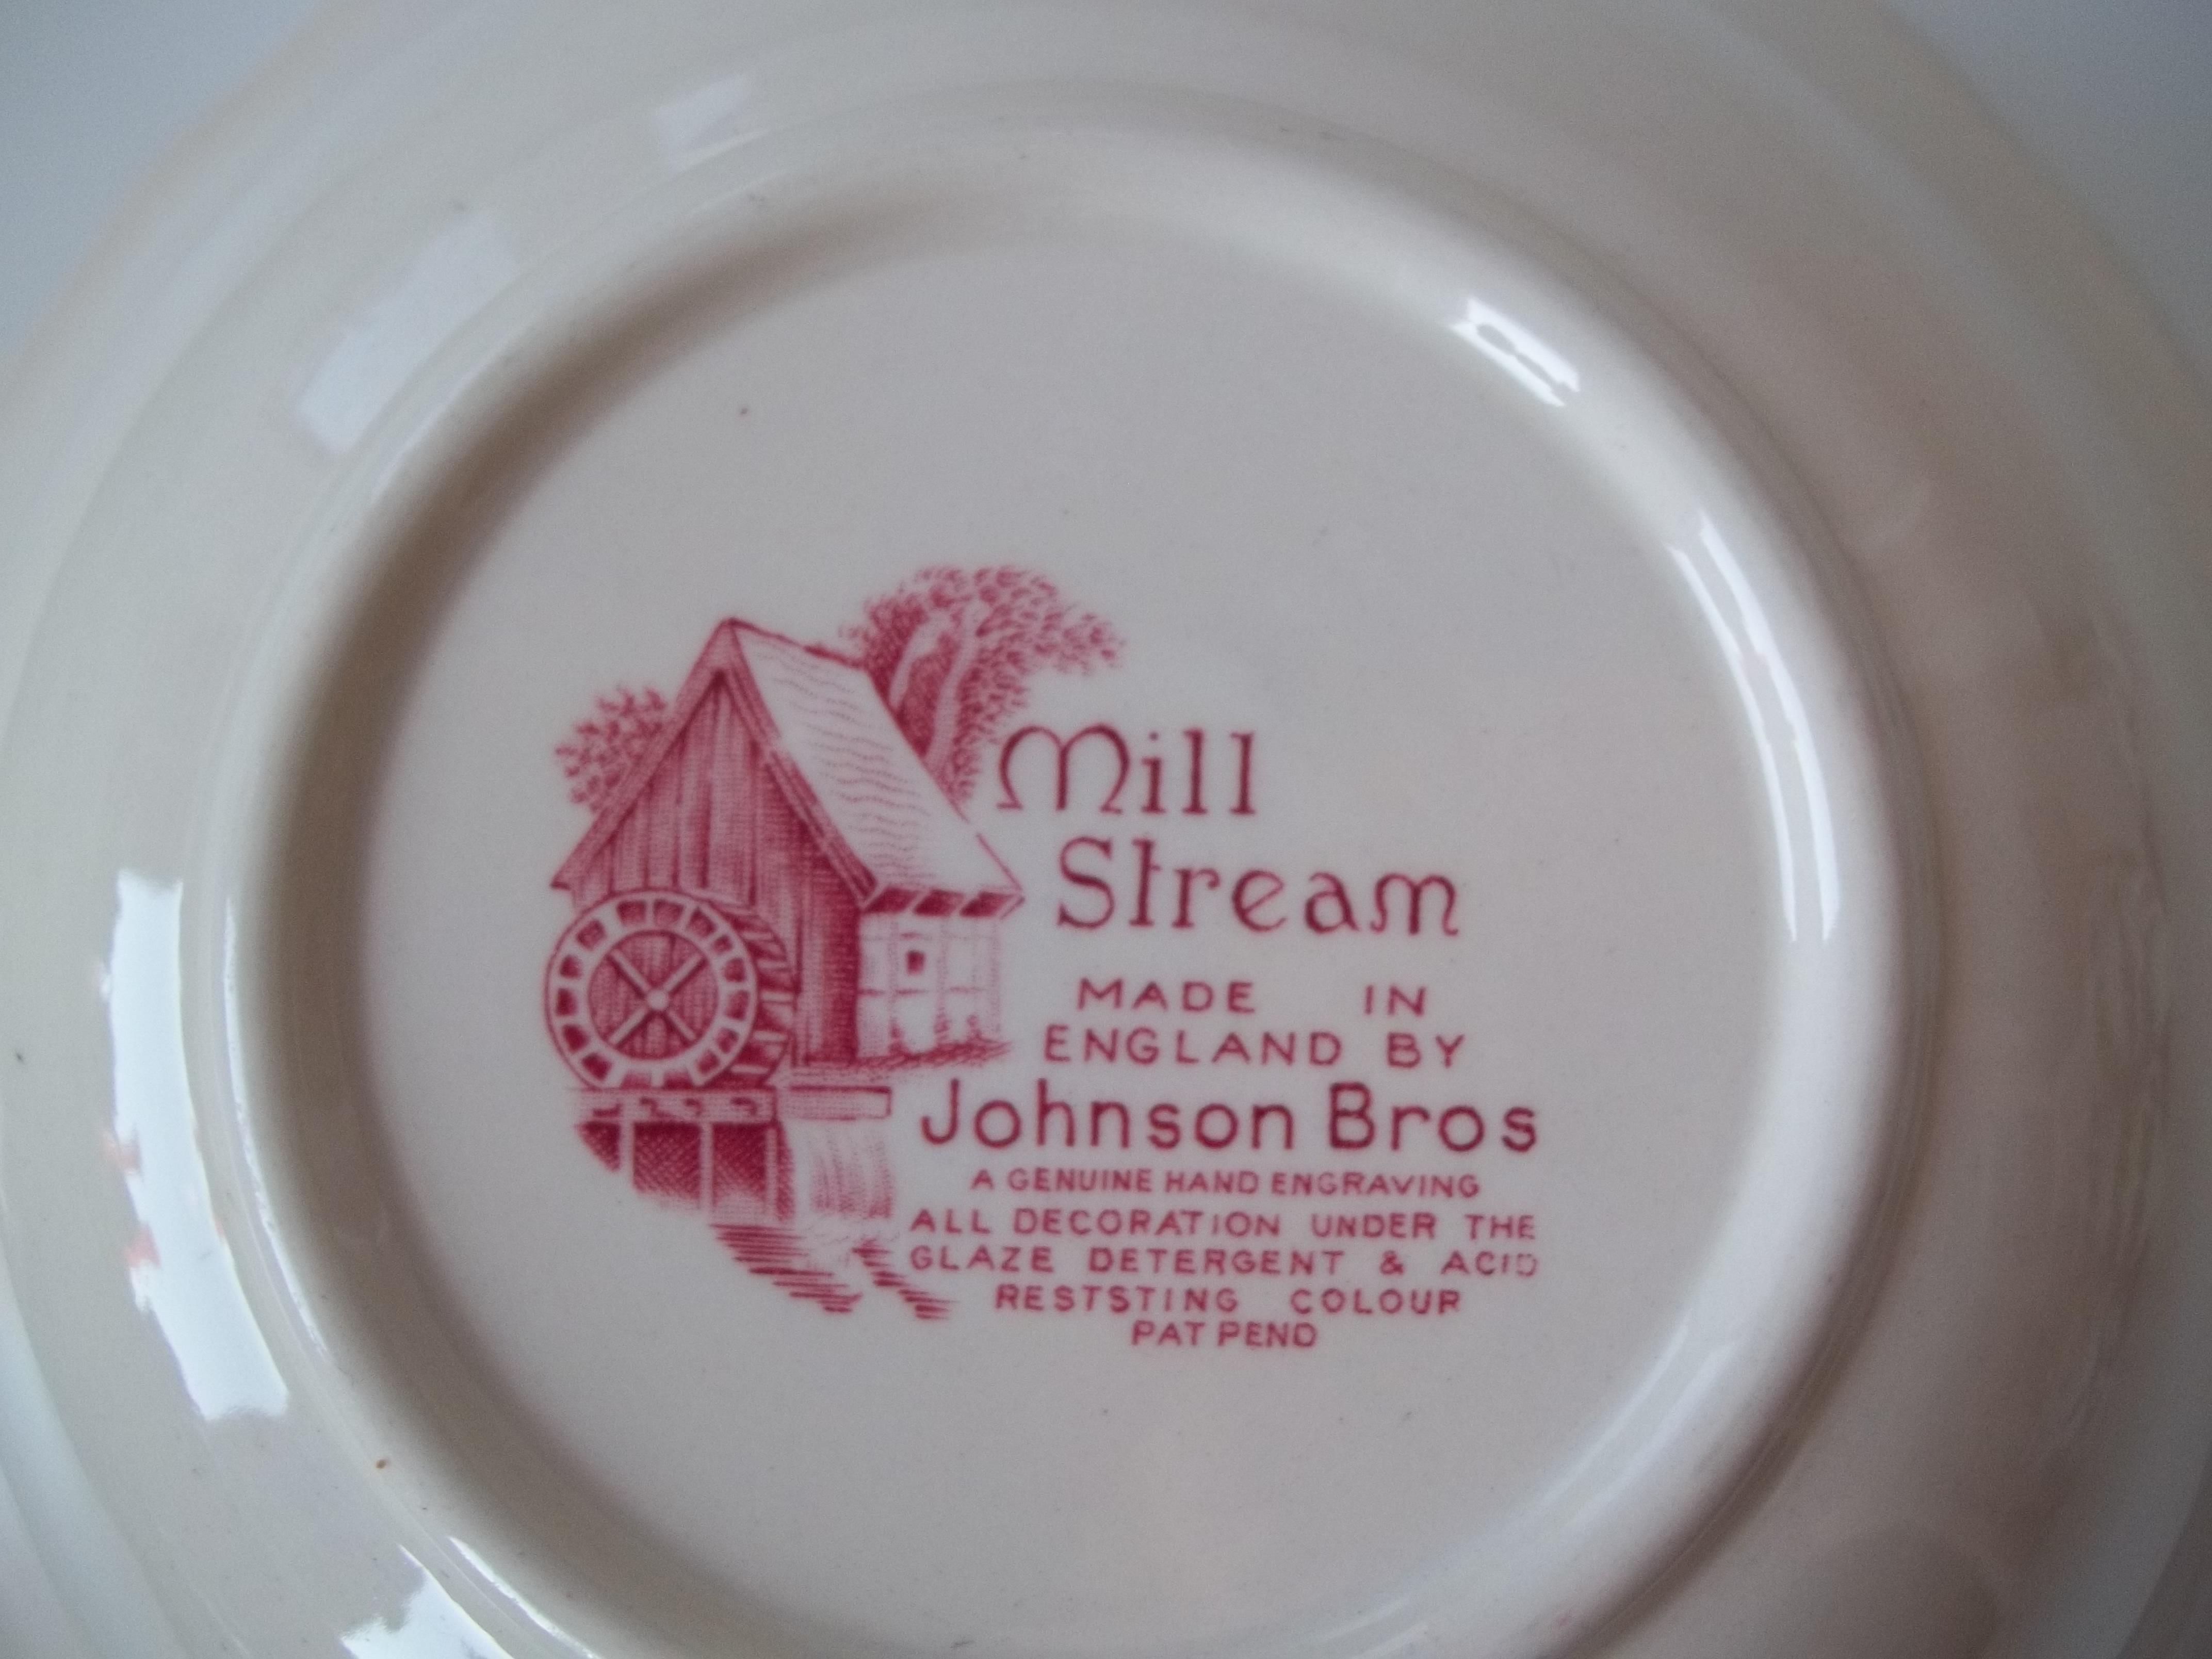 Mill
Stream
MADE IN
ENGLAND BY
Johnson Bros
A GENUINE HAND ENGRAVING
ALL DECORATION UNDER THE
GLAZE DETERGENT & ACID
RESTSTING COLOUR
PAT PEND